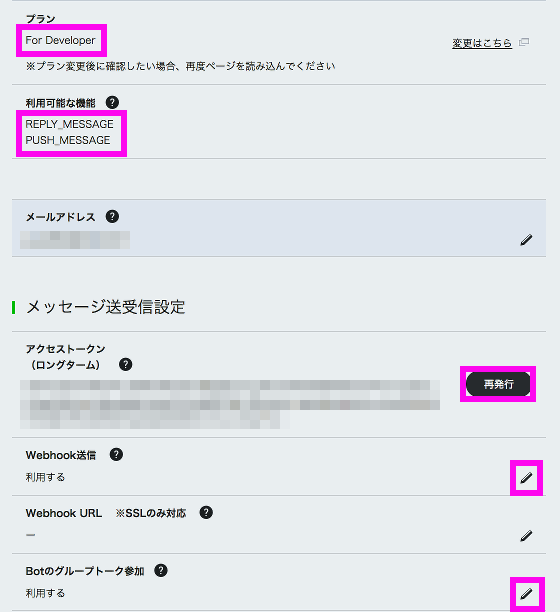 プラン
For Developer
変更はこちら
※プラン変更後に確認したい場合、再度ページを読み込んでください
利用可能な機能 ?
REPLY_MESSAGE
PUSH_MESSAGE
メールアドレス ?
メッセージ送受信設定
アクセストークン
（ロングターム） ?
再発行
Webhook送信 ?
利用する
Webhook URL ※SSLのみ対応 ?
ー
Botのグループトーク参加 ?
利用する